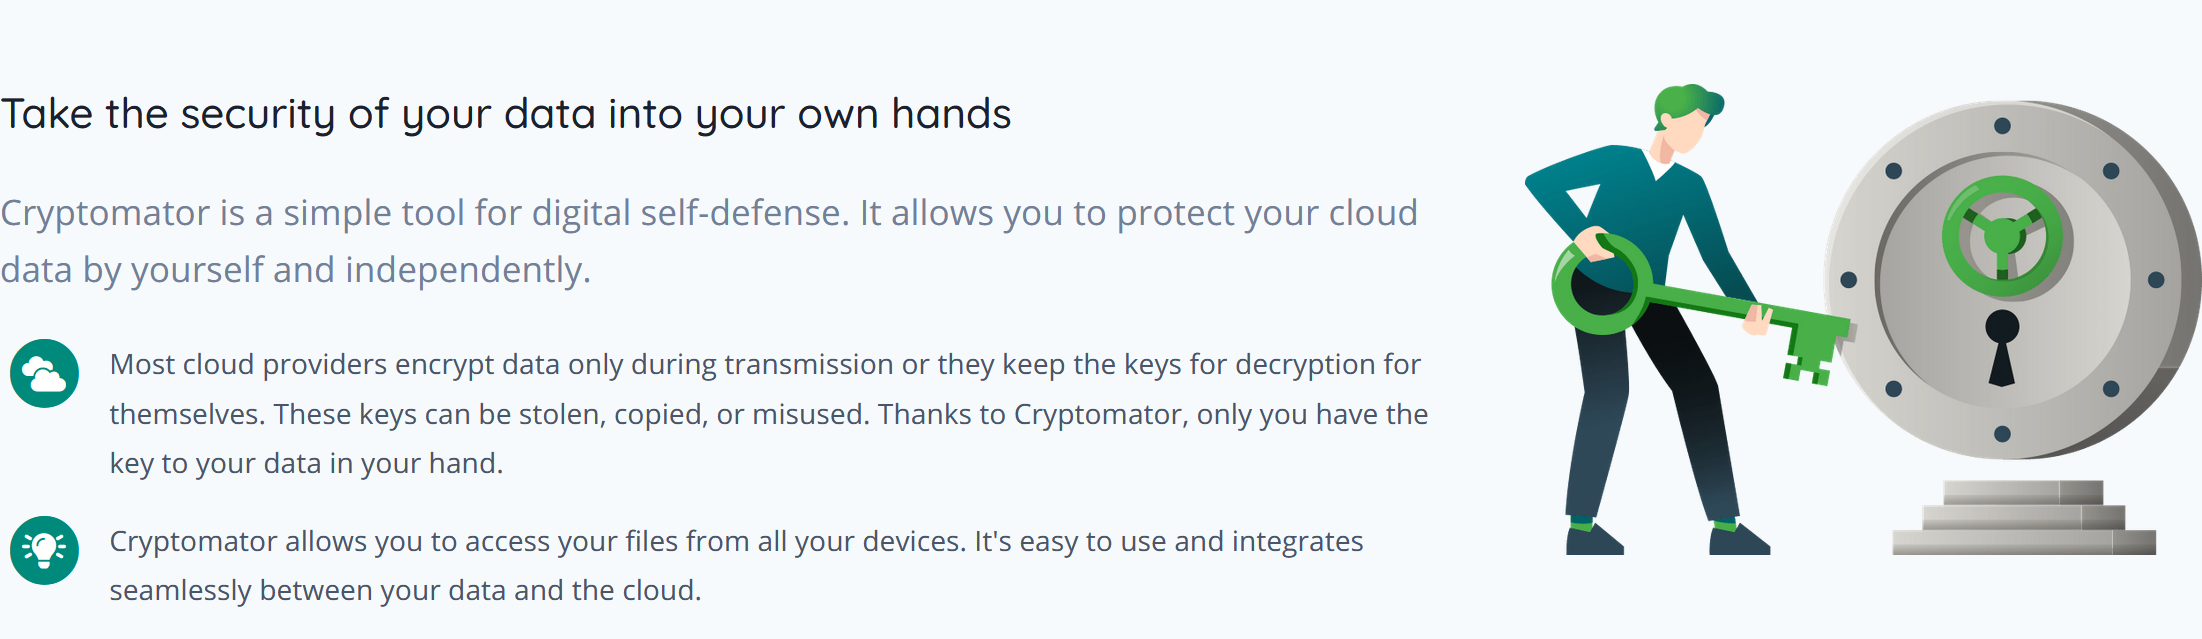 Take the security of your data into your own hands
Cryptomator is a simple tool for digital self-defense. It allows you to protect your cloud
data by yourself and independently.
Most cloud providers encrypt data only during transmission or they keep the keys for decryption for
themselves. These keys can be stolen, copied, or misused. Thanks to Cryptomator, only you have the
key to your data in your hand.
Cryptomator allows you to access your files from all your devices. It's easy to use and integrates
seamlessly between your data and the cloud.